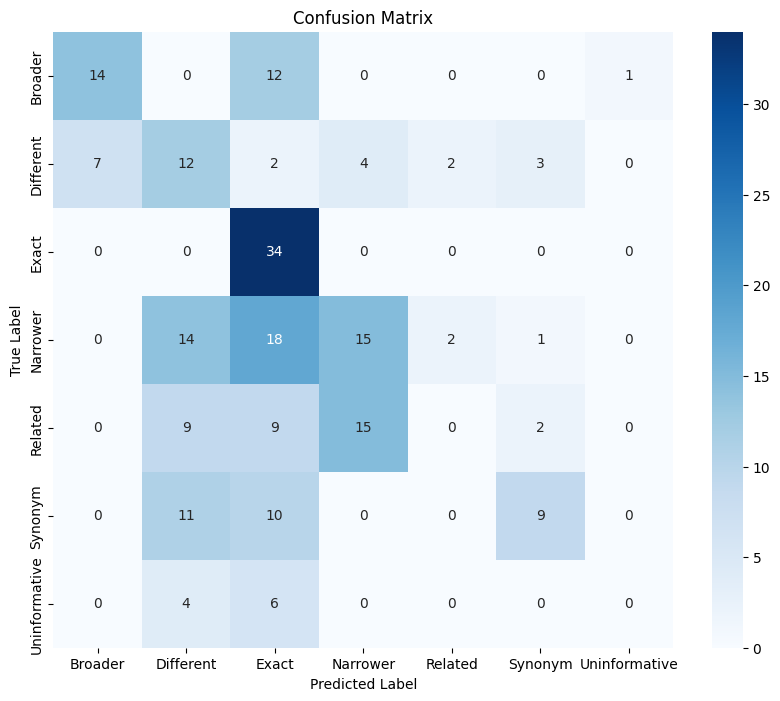 Confusion Matrix
True Label
Broader 14 0 12 0 0 0 1
Different 7 12 2 4 2 3 0
Exact 0 0 34 0 0 0 0
Narrower 0 14 18 15 2 1 0
Related 0 9 9 15 0 2 0
Synonym 0 11 10 0 0 9 0
Uninformative 0 4 6 0 0 0 0
Broader Different Exact Narrower Related Synonym Uninformative
Predicted Label
30
25
20
15
10
5
0